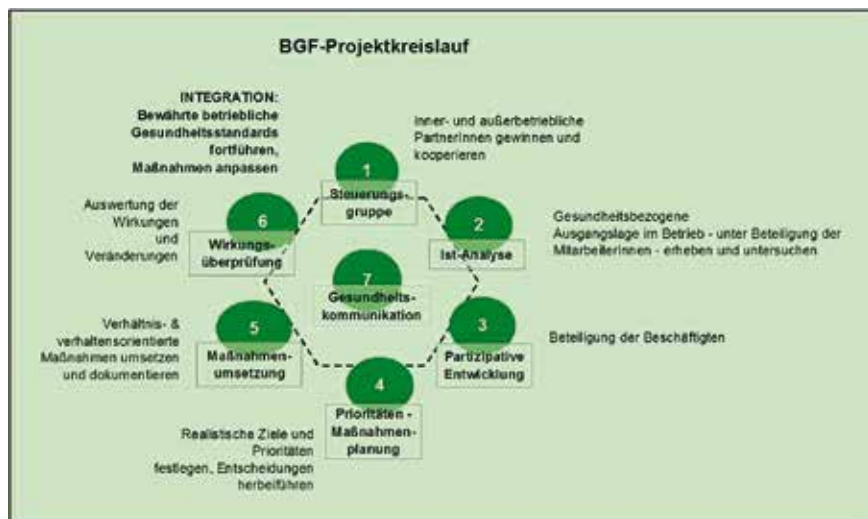 BGF-Projektkreislauf
INTEGRATION:
Bewährte betriebliche
Gesundheitsstandards
fortführen,
Maßnahmen anpassen
1
Steuerungs-
gruppe
Inner- und außerbetriebliche
PartnerInnen gewinnen und
kooperieren
2
Ist-Analyse
Gesundheitsbezogene
Ausgangslage im Betrieb - unter Beteiligung der
MitarbeiterInnen - erheben und untersuchen
3
Partizipative
Entwicklung
Beteiligung der Beschäftigten
4
Prioritäten -
Maßnahmen-
planung
Realistische Ziele und
Prioritäten
festlegen, Entscheidungen
herbeiführen
5
Maßnahmen-
umsetzung
Verhältnis- &
verhaltensorientierte
Maßnahmen umsetzen
und dokumentieren
6
Wirkungs-
überprüfung
Auswertung der
Wirkungen
und
Veränderungen
7
Gesundheits-
kommunikation